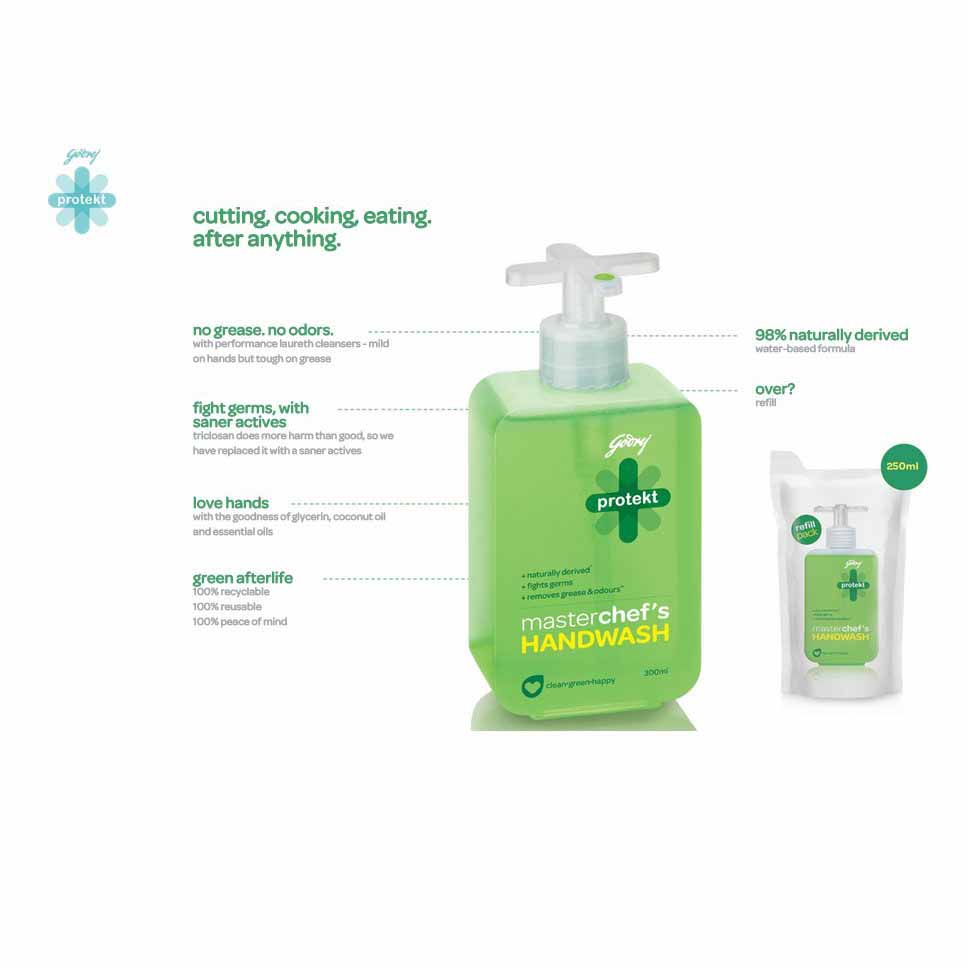 Godrej
protekt
cutting, cooking, eating.
after anything.
no grease. no odors.
with performance laureth cleansers - mild
on hands but tough on grease
fight germs, with
saner actives
triclosan does more harm than good, so we
have replaced it with a saner actives
love hands
with the goodness of glycerin, coconut oil
and essential oils
green afterlife
100% recyclable
100% reusable
100% peace of mind
Godrej
protekt
+ naturally derived*
+ fights germs
+ removes grease & odours**
masterchef's
HANDWASH
clean•green•happy
300ml
98% naturally derived
water-based formula
over?
refill
250ml
refill
pack
Godrej
protekt
masterchef's
HANDWASH